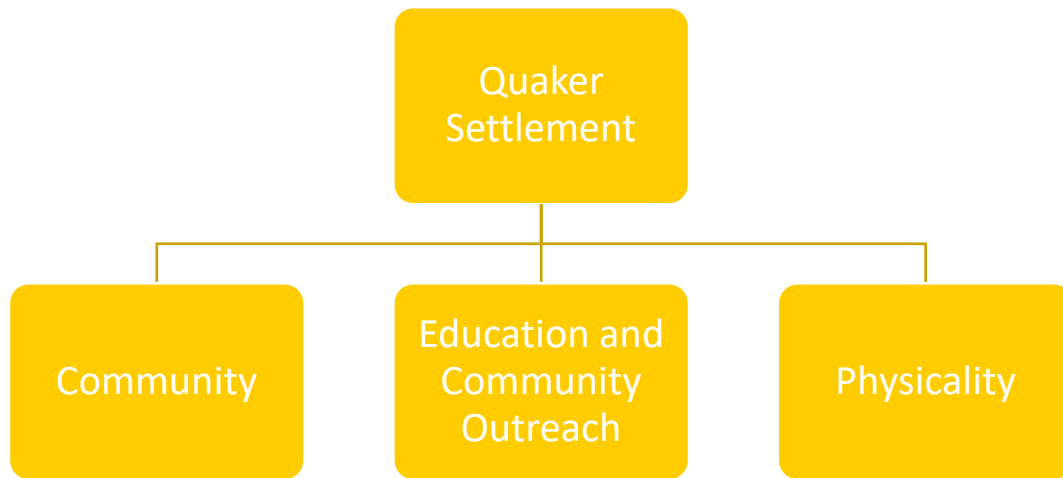 Quaker
Settlement
Community
Education and
Community
Outreach
Physicality